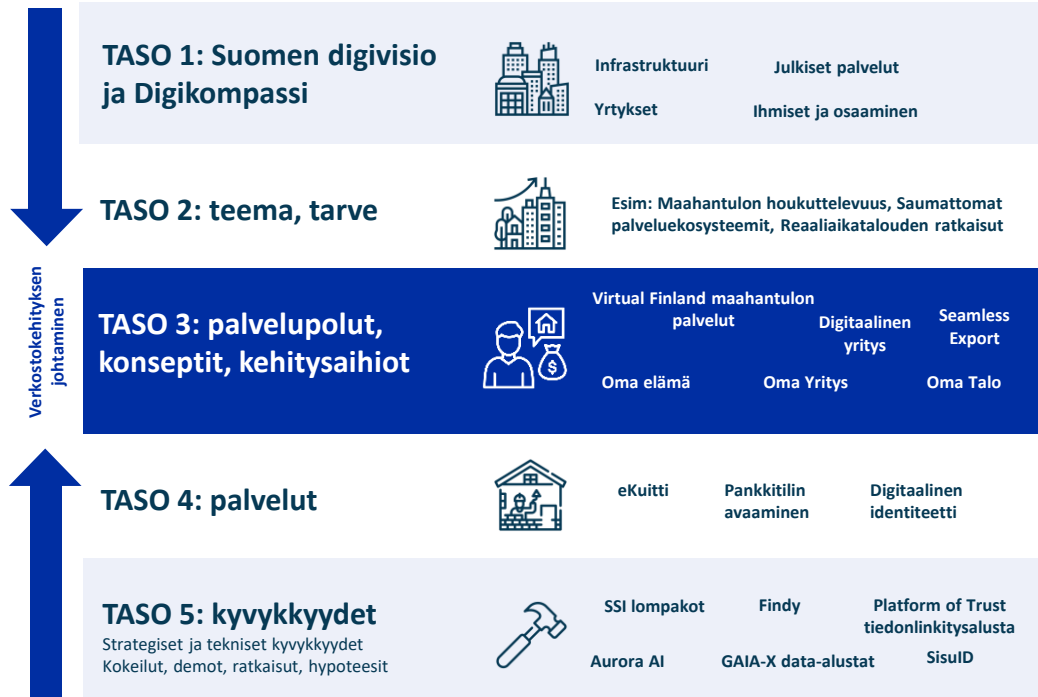 TASO 1: Suomen digivisio
ja Digikompassi
Infrastruktuuri
Julkiset palvelut
Yrtykset
Ihmiset ja osaaminen
TASO 2: teema, tarve
Esim: Maahantulon houkuttelevuus, Saumattomat
palveluekosysteemit, Reaaliaikatalouden ratkaisut
Verkostokehityksen
johtaminen
TASO 3: palvelupolut,
konseptit, kehitysaihiot
Virtual Finland maahantulon
palvelut
Digitaalinen
yritys
Seamless
Export
Oma elämä
Oma Yritys
Oma Talo
TASO 4: palvelut
eKuitti
Pankkitilin
avaaminen
Digitaalinen
identiteetti
TASO 5: kyvykkyydet
Strategiset ja tekniset kyvykkyydet
Kokeilut, demot, ratkaisut, hypoteesit
SSI lompakot
Findy
Platform of Trust
tiedonlinkitysalusta
Aurora AI
GAIA-X data-alustat
SisuID